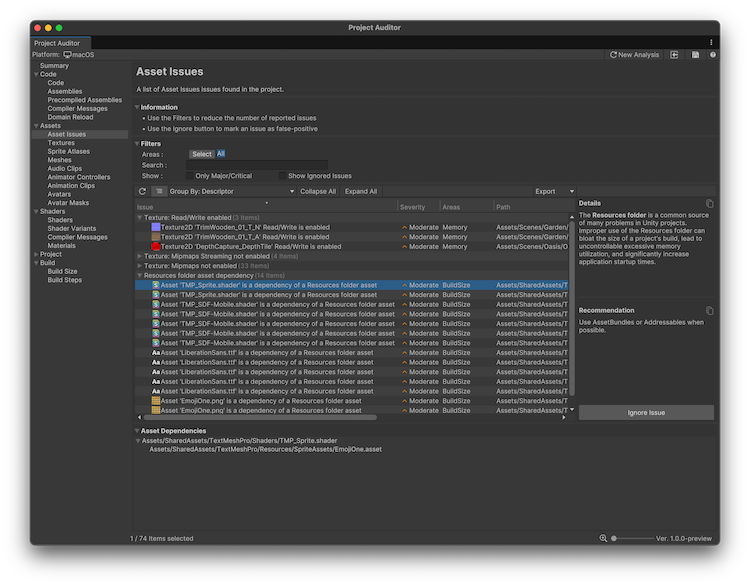 Project Auditor
Project Auditor
Platform: macOS
New Analysis
Summary
Code
Code
Assemblies
Precompiled Assemblies
Compiler Messages
Domain Reload
Assets
Asset Issues
Textures
Sprite Atlases
Meshes
Audio Clips
Animator Controllers
Animation Clips
Avatars
Avatar Masks
Shaders
Shaders
Shader Variants
Compiler Messages
Materials
Project
Build
Build Size
Build Steps
Asset Issues
A list of Asset Issues issues found in the project.
Information
• Use the Filters to reduce the number of reported issues
• Use the Ignore button to mark an issue as false-positive
Filters
Areas : Select All
Search :
Show : Only Major/Critical Show Ignored Issues
Group By: Descriptor Collapse All Expand All Export
Issue Severity Areas Path
Texture: Read/Write enabled (3 Items)
Texture2D 'TrimWooden_01_T_N' Read/Write is enabled Moderate Memory Assets/Scenes/Garden/
Texture2D 'TrimWooden_01_T_A' Read/Write is enabled Moderate Memory Assets/Scenes/Garden/
Texture2D 'DepthCapture_DepthTile' Read/Write is enabled Moderate Memory Assets/Scenes/Oasis/O
Texture: Mipmaps Streaming not enabled (4 Items)
Texture: Mipmaps not enabled (33 Items)
Resources folder asset dependency (14 Items)
Asset 'TMP_Sprite.shader' is a dependency of a Resources folder asset Moderate BuildSize Assets/SharedAssets/T
Asset 'TMP_Sprite.shader' is a dependency of a Resources folder asset Moderate BuildSize Assets/SharedAssets/T
Asset 'TMP_SDF-Mobile.shader' is a dependency of a Resources folder asset Moderate BuildSize Assets/SharedAssets/T
Asset 'TMP_SDF-Mobile.shader' is a dependency of a Resources folder asset Moderate BuildSize Assets/SharedAssets/T
Asset 'TMP_SDF-Mobile.shader' is a dependency of a Resources folder asset Moderate BuildSize Assets/SharedAssets/T
Asset 'TMP_SDF-Mobile.shader' is a dependency of a Resources folder asset Moderate BuildSize Assets/SharedAssets/T
Asset 'TMP_SDF-Mobile.shader' is a dependency of a Resources folder asset Moderate BuildSize Assets/SharedAssets/T
Aa Asset 'LiberationSans.ttf' is a dependency of a Resources folder asset Moderate BuildSize Assets/SharedAssets/T
Aa Asset 'LiberationSans.ttf' is a dependency of a Resources folder asset Moderate BuildSize Assets/SharedAssets/T
Aa Asset 'LiberationSans.ttf' is a dependency of a Resources folder asset Moderate BuildSize Assets/SharedAssets/T
Aa Asset 'LiberationSans.ttf' is a dependency of a Resources folder asset Moderate BuildSize Assets/SharedAssets/T
Aa Asset 'LiberationSans.ttf' is a dependency of a Resources folder asset Moderate BuildSize Assets/SharedAssets/T
Asset 'EmojiOne.png' is a dependency of a Resources folder asset Moderate BuildSize Assets/SharedAssets/T
Asset 'EmojiOne.png' is a dependency of a Resources folder asset Moderate BuildSize Assets/SharedAssets/T
Details
The Resources folder is a common source
of many problems in Unity projects.
Improper use of the Resources folder can
bloat the size of a project's build, lead to
uncontrollable excessive memory
utilization, and significantly increase
application startup times.
Recommendation
Use AssetBundles or Addressables when
possible.
Ignore Issue
Asset Dependencies
Assets/SharedAssets/TextMeshPro/Shaders/TMP_Sprite.shader
Assets/SharedAssets/TextMeshPro/Resources/SpriteAssets/EmojiOne.asset
1 / 74 Items selected
Ver. 1.0.0-preview